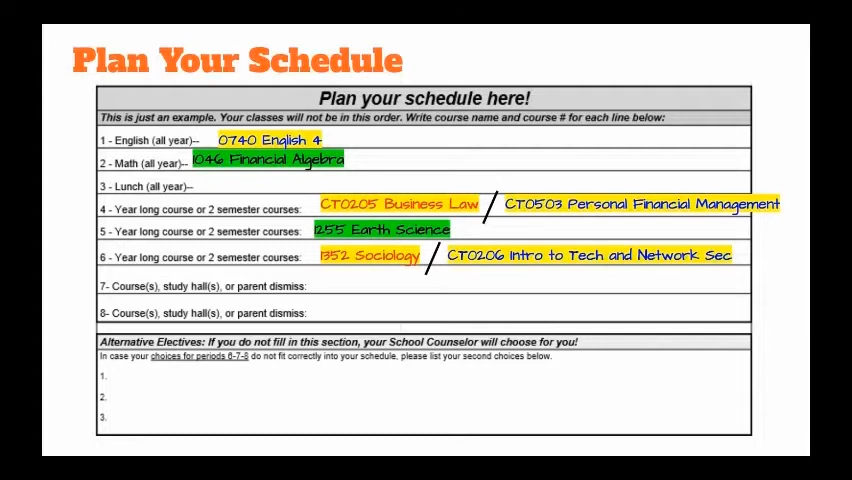 Plan Your Schedule
Plan your schedule here!
This is just an example. Your classes will not be in this order. Write course name and course # for each line below:
1 - English (all year)-- 0740 English 4
2 - Math (all year)-- 1046 Financial Algebra
3 - Lunch (all year)--
4 - Year long course or 2 semester courses: CT0205 Business Law / CT0503 Personal Financial Management
5 - Year long course or 2 semester courses: 1255 Earth Science
6 - Year long course or 2 semester courses: 1352 Sociology / CT0206 Intro to Tech and Network Sec
7- Course(s), study hall(s), or parent dismiss:
8- Course(s), study hall(s), or parent dismiss:
Alternative Electives: If you do not fill in this section, your School Counselor will choose for you!
In case your choices for periods 6-7-8 do not fit correctly into your schedule, please list your second choices below.
1.
2.
3.